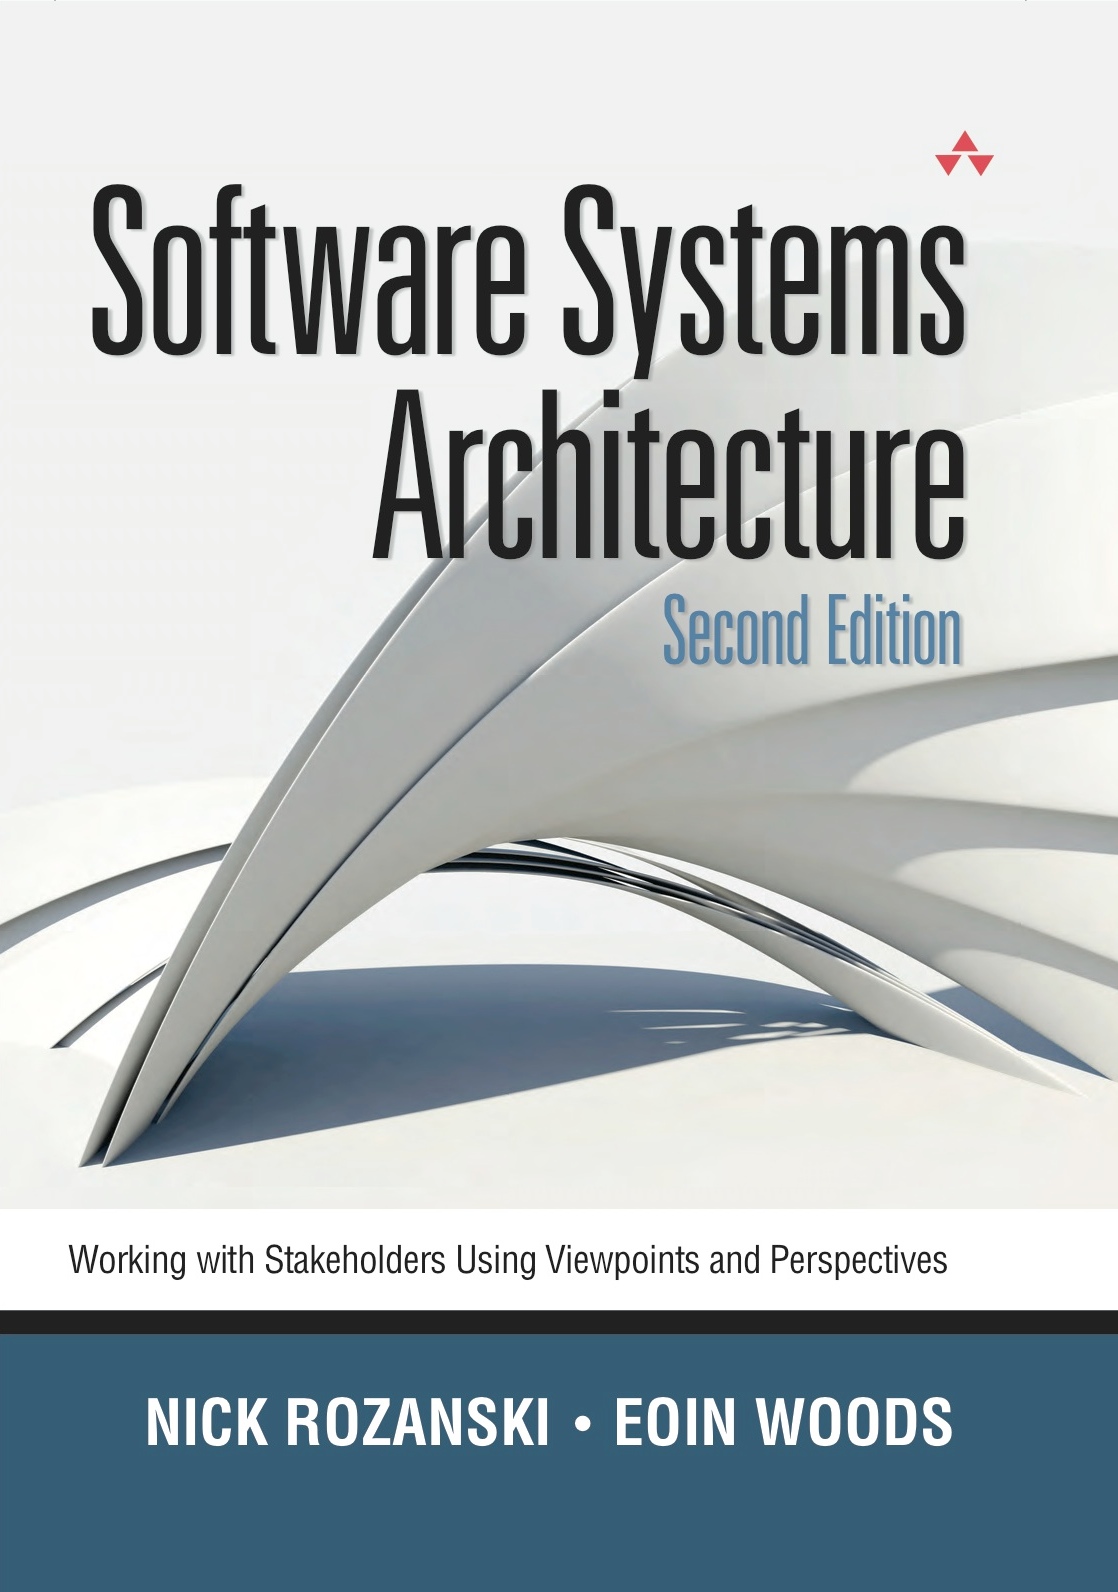 Software Systems
Architecture
Second Edition
Working with Stakeholders Using Viewpoints and Perspectives
NICK ROZANSKI • EOIN WOODS